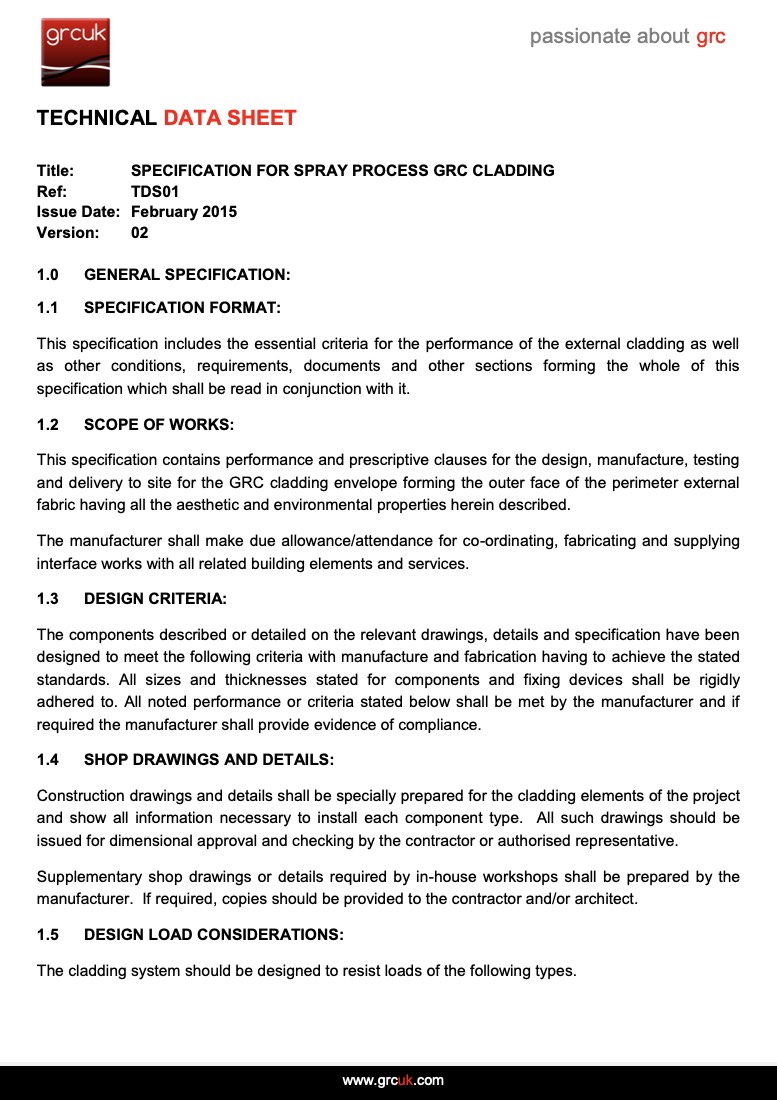 grcuk
passionate about grc
TECHNICAL DATA SHEET
Title: SPECIFICATION FOR SPRAY PROCESS GRC CLADDING
Ref: TDS01
Issue Date: February 2015
Version: 02
1.0 GENERAL SPECIFICATION:
1.1 SPECIFICATION FORMAT:
This specification includes the essential criteria for the performance of the external cladding as well
as other conditions, requirements, documents and other sections forming the whole of this
specification which shall be read in conjunction with it.
1.2 SCOPE OF WORKS:
This specification contains performance and prescriptive clauses for the design, manufacture, testing
and delivery to site for the GRC cladding envelope forming the outer face of the perimeter external
fabric having all the aesthetic and environmental properties herein described.
The manufacturer shall make due allowance/attendance for co-ordinating, fabricating and supplying
interface works with all related building elements and services.
1.3 DESIGN CRITERIA:
The components described or detailed on the relevant drawings, details and specification have been
designed to meet the following criteria with manufacture and fabrication having to achieve the stated
standards. All sizes and thicknesses stated for components and fixing devices shall be rigidly
adhered to. All noted performance or criteria stated below shall be met by the manufacturer and if
required the manufacturer shall provide evidence of compliance.
1.4 SHOP DRAWINGS AND DETAILS:
Construction drawings and details shall be specially prepared for the cladding elements of the project
and show all information necessary to install each component type. All such drawings should be
issued for dimensional approval and checking by the contractor or authorised representative.
Supplementary shop drawings or details required by in-house workshops shall be prepared by the
manufacturer. If required, copies should be provided to the contractor and/or architect.
1.5 DESIGN LOAD CONSIDERATIONS:
The cladding system should be designed to resist loads of the following types.
www.grcuk.com